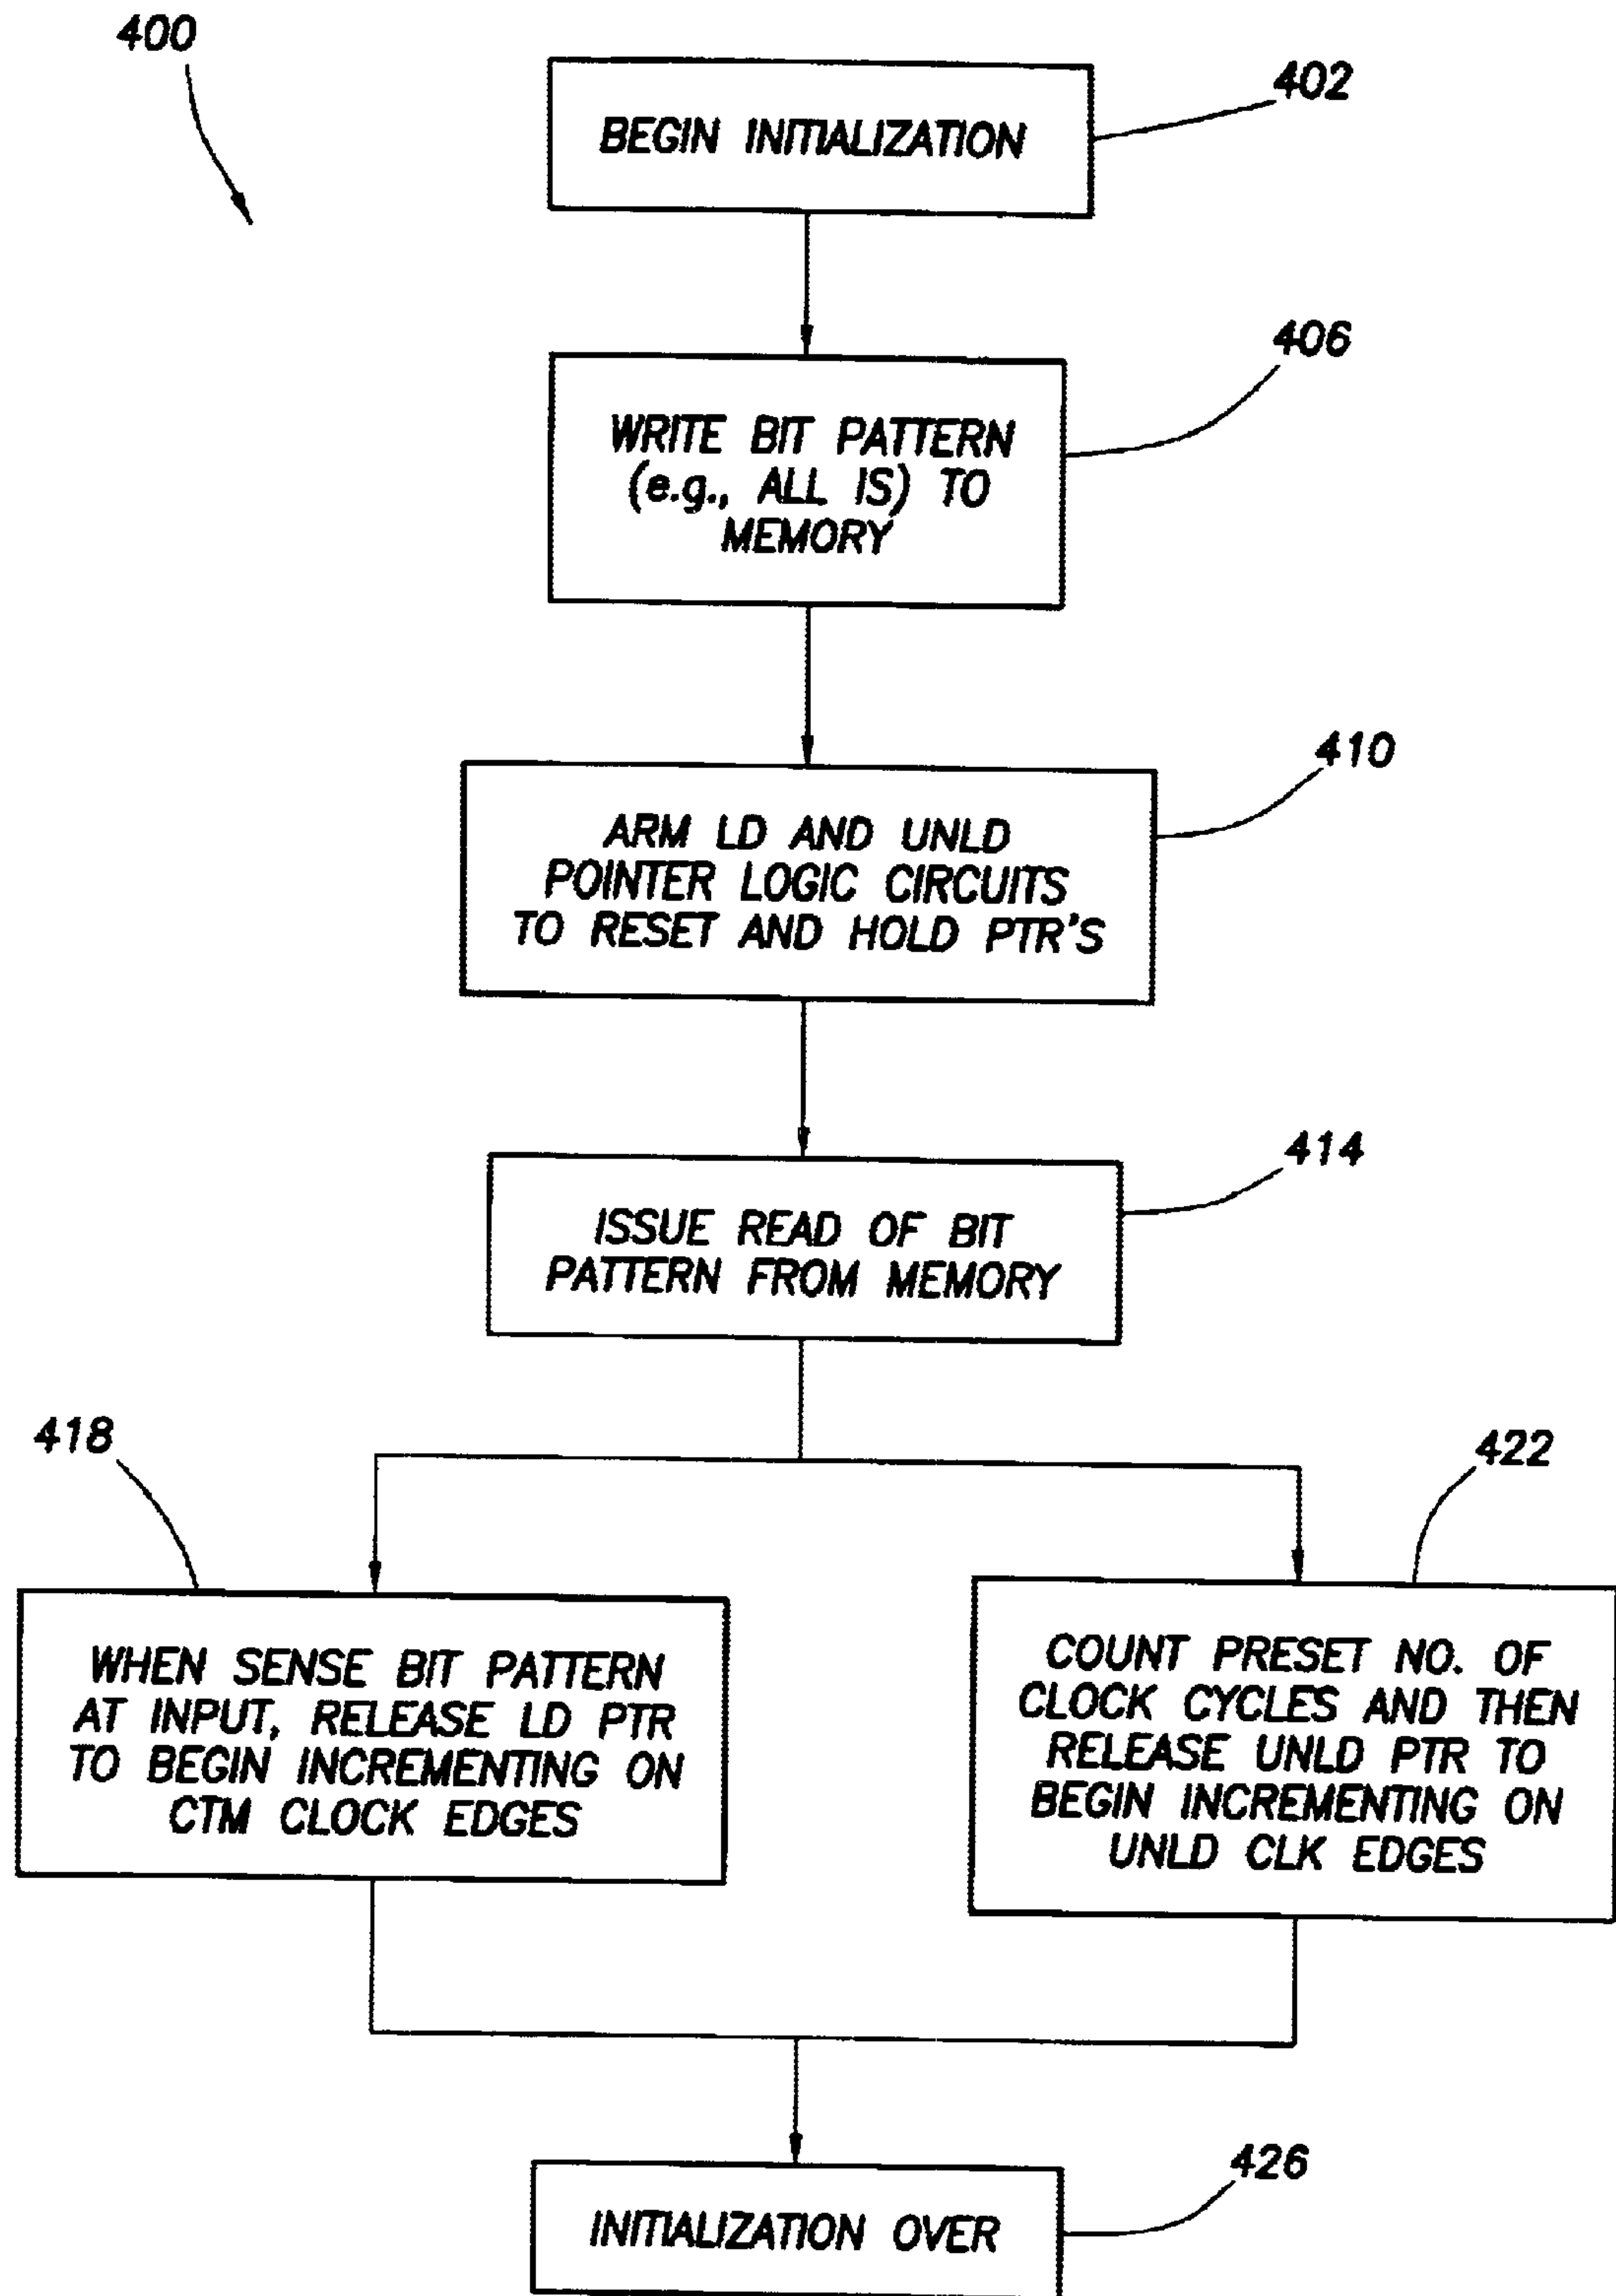 400
402
BEGIN INITIALIZATION
406
WRITE BIT PATTERN
(e.g., ALL IS) TO
MEMORY
410
ARM LD AND UNLD
POINTER LOGIC CIRCUITS
TO RESET AND HOLD PTR'S
414
ISSUE READ OF BIT
PATTERN FROM MEMORY
418
422
WHEN SENSE BIT PATTERN
AT INPUT, RELEASE LD PTR
TO BEGIN INCREMENTING ON
CTM CLOCK EDGES
COUNT PRESET NO. OF
CLOCK CYCLES AND THEN
RELEASE UNLD PTR TO
BEGIN INCREMENTING ON
UNLD CLK EDGES
426
INITIALIZATION OVER